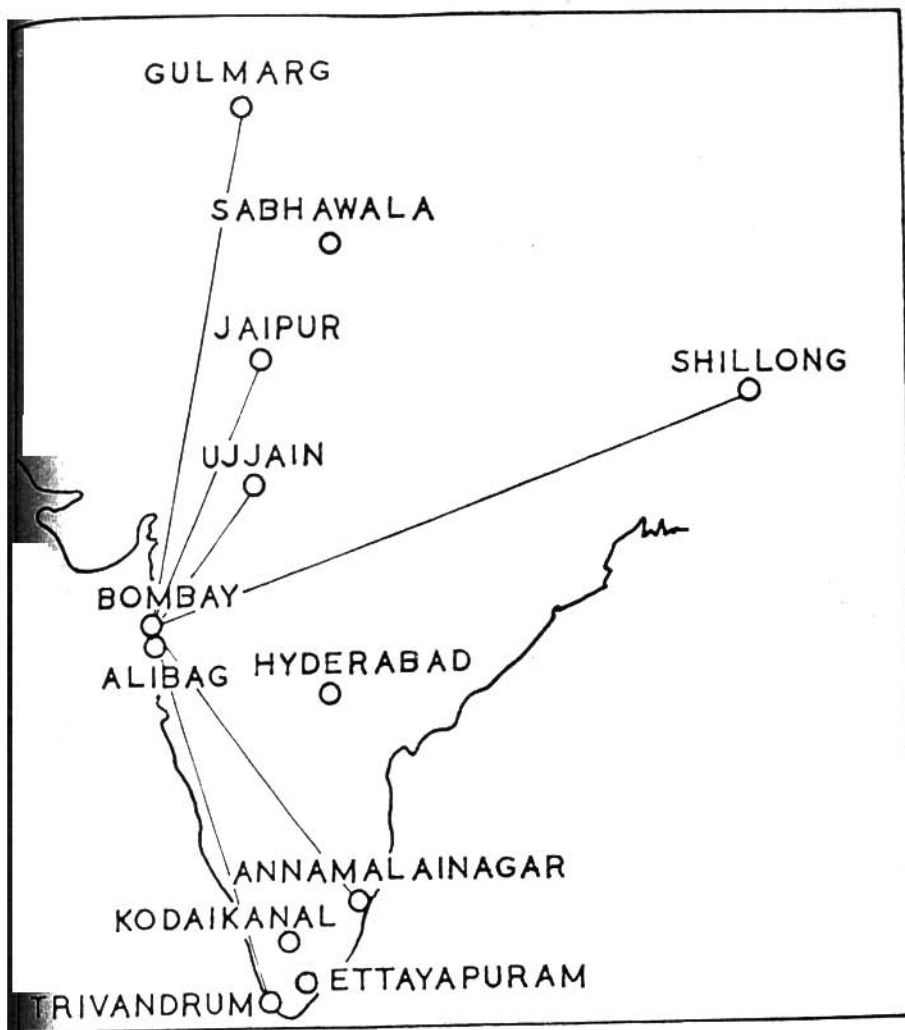 GULMARG
SABHAWALA
JAIPUR
SHILLONG
UJJAIN
BOMBAY
ALIBAG
HYDERABAD
ANNAMALAINAGAR
KODAIKANAL
ETTAYAPURAM
TRIVANDRUM